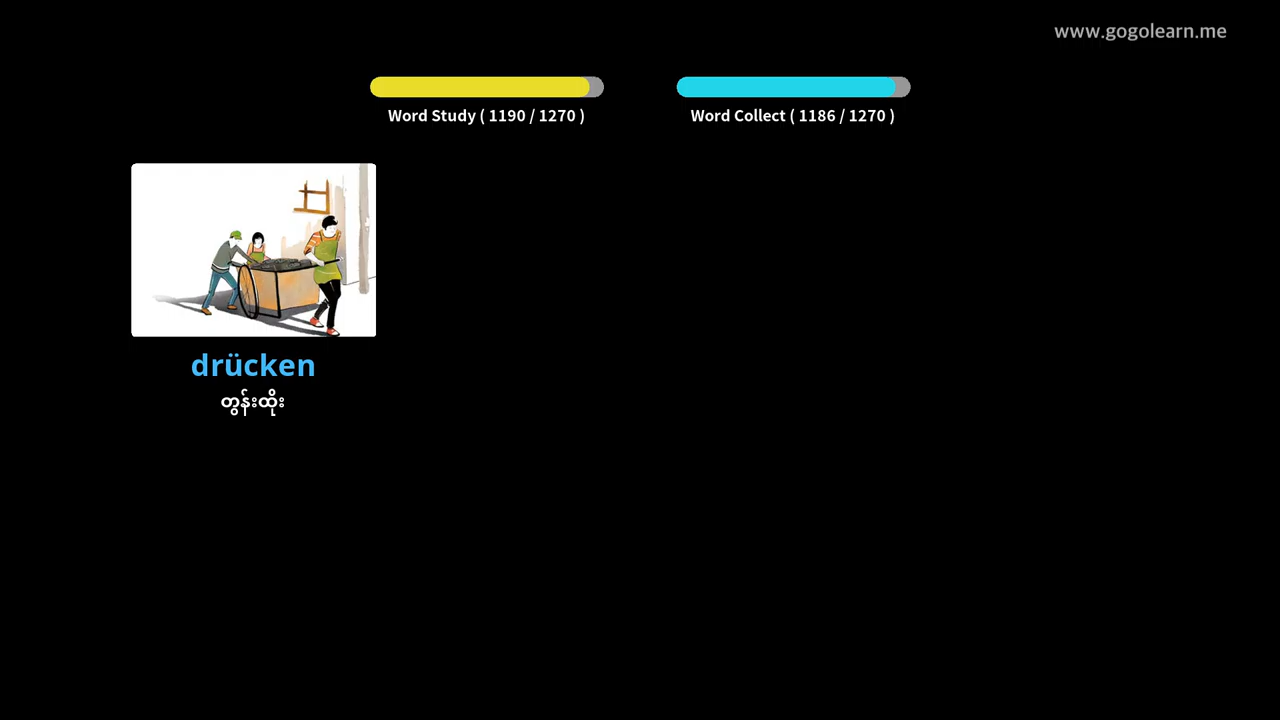 www.gogolearn.me
Word Study ( 1190 / 1270 )
Word Collect ( 1186 / 1270 )
drücken
တွန်းထိုး